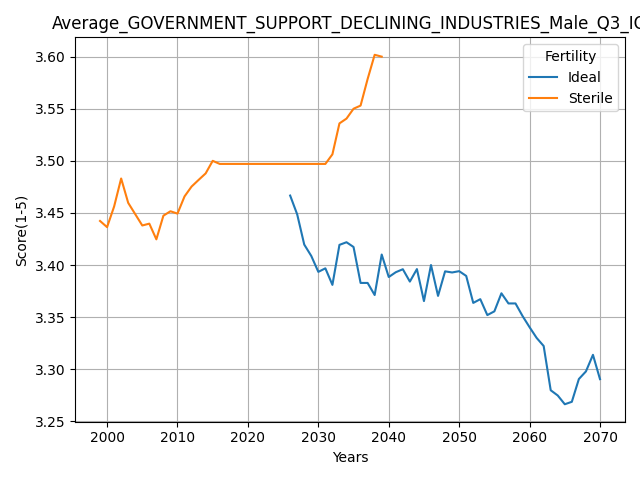 Average_GOVERNMENT_SUPPORT_DECLINING_INDUSTRIES_Male_Q3_IC
Fertility
Ideal
Sterile
3.60
3.55
3.50
3.45
3.40
3.35
3.30
3.25
Score(1-5)
2000 2010 2020 2030 2040 2050 2060 2070
Years